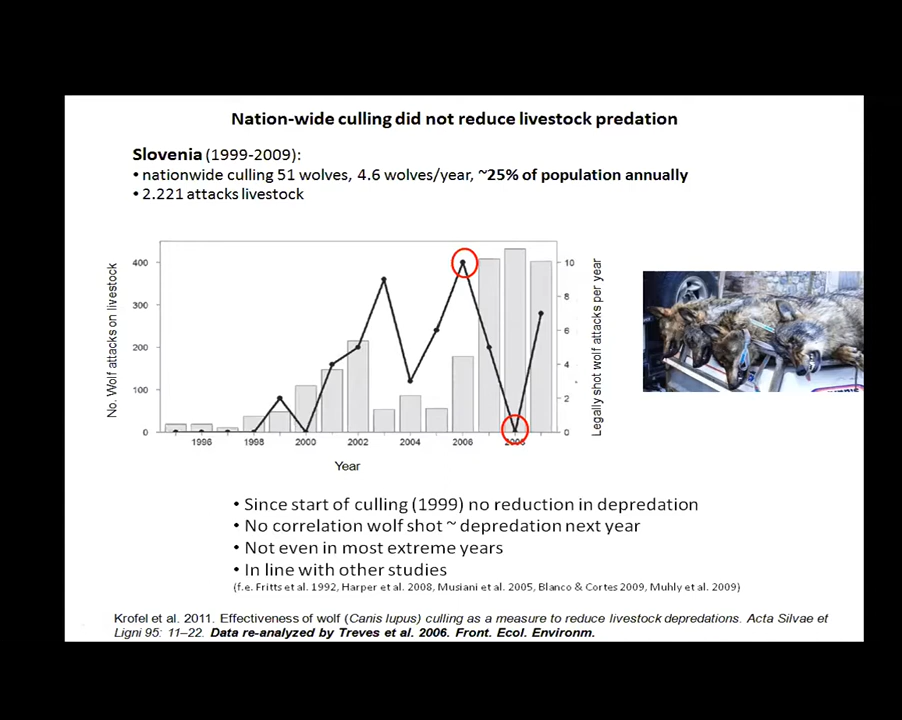 Nation-wide culling did not reduce livestock predation
Slovenia (1999-2009):
• nationwide culling 51 wolves, 4.6 wolves/year, ~25% of population annually
• 2.221 attacks livestock
No. Wolf attacks on livestock
400
300
200
100
0
10
8
6
4
2
0
Legally shot wolf attacks per year
1996
1998
2000
2002
2004
2006
2008
Year
• Since start of culling (1999) no reduction in depredation
• No correlation wolf shot ~ depredation next year
• Not even in most extreme years
• In line with other studies
(f.e. Fritts et al. 1992, Harper et al. 2008, Musiani et al. 2005, Blanco & Cortes 2009, Muhly et al. 2009)
Krofel et al. 2011. Effectiveness of wolf (Canis lupus) culling as a measure to reduce livestock depredations. Acta Silvae et
Ligni 95: 11–22. Data re-analyzed by Treves et al. 2006. Front. Ecol. Environm.